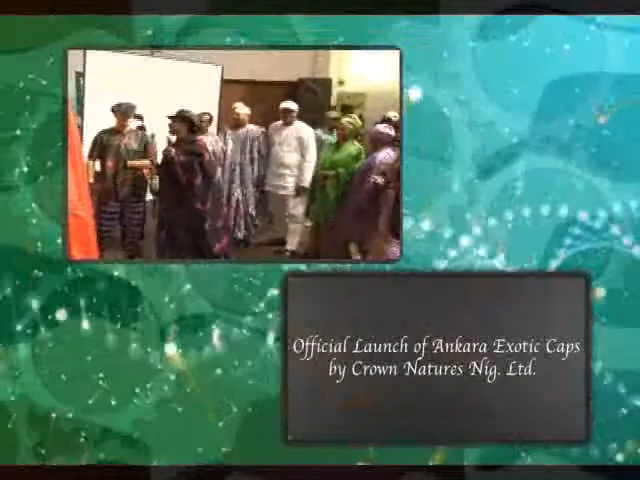 Official Launch of Ankara Exotic Caps
by Crown Natures Nig. Ltd.